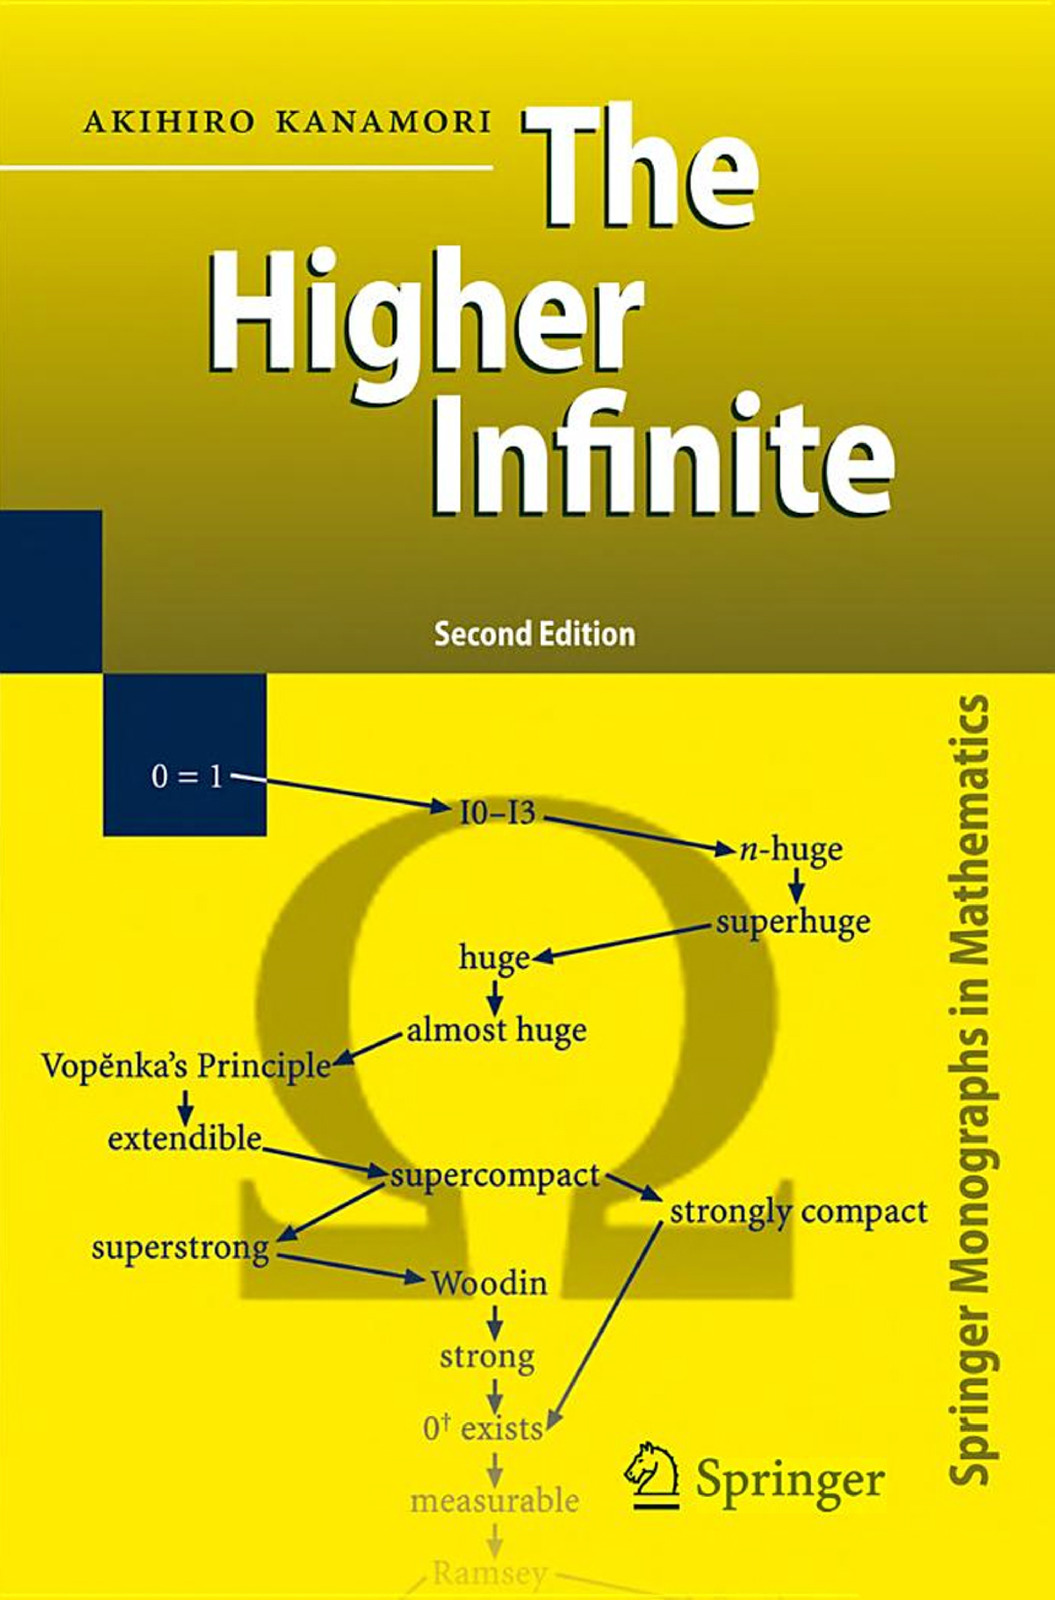 AKIHIRO KANAMORI
The
Higher
Infinite
Second Edition
0 = 1
I0–I3
n-huge
superhuge
huge
almost huge
Vopěnka's Principle
extendible
supercompact
strongly compact
superstrong
Woodin
strong
0† exists
measurable
Ramsey
Springer
Springer Monographs in Mathematics